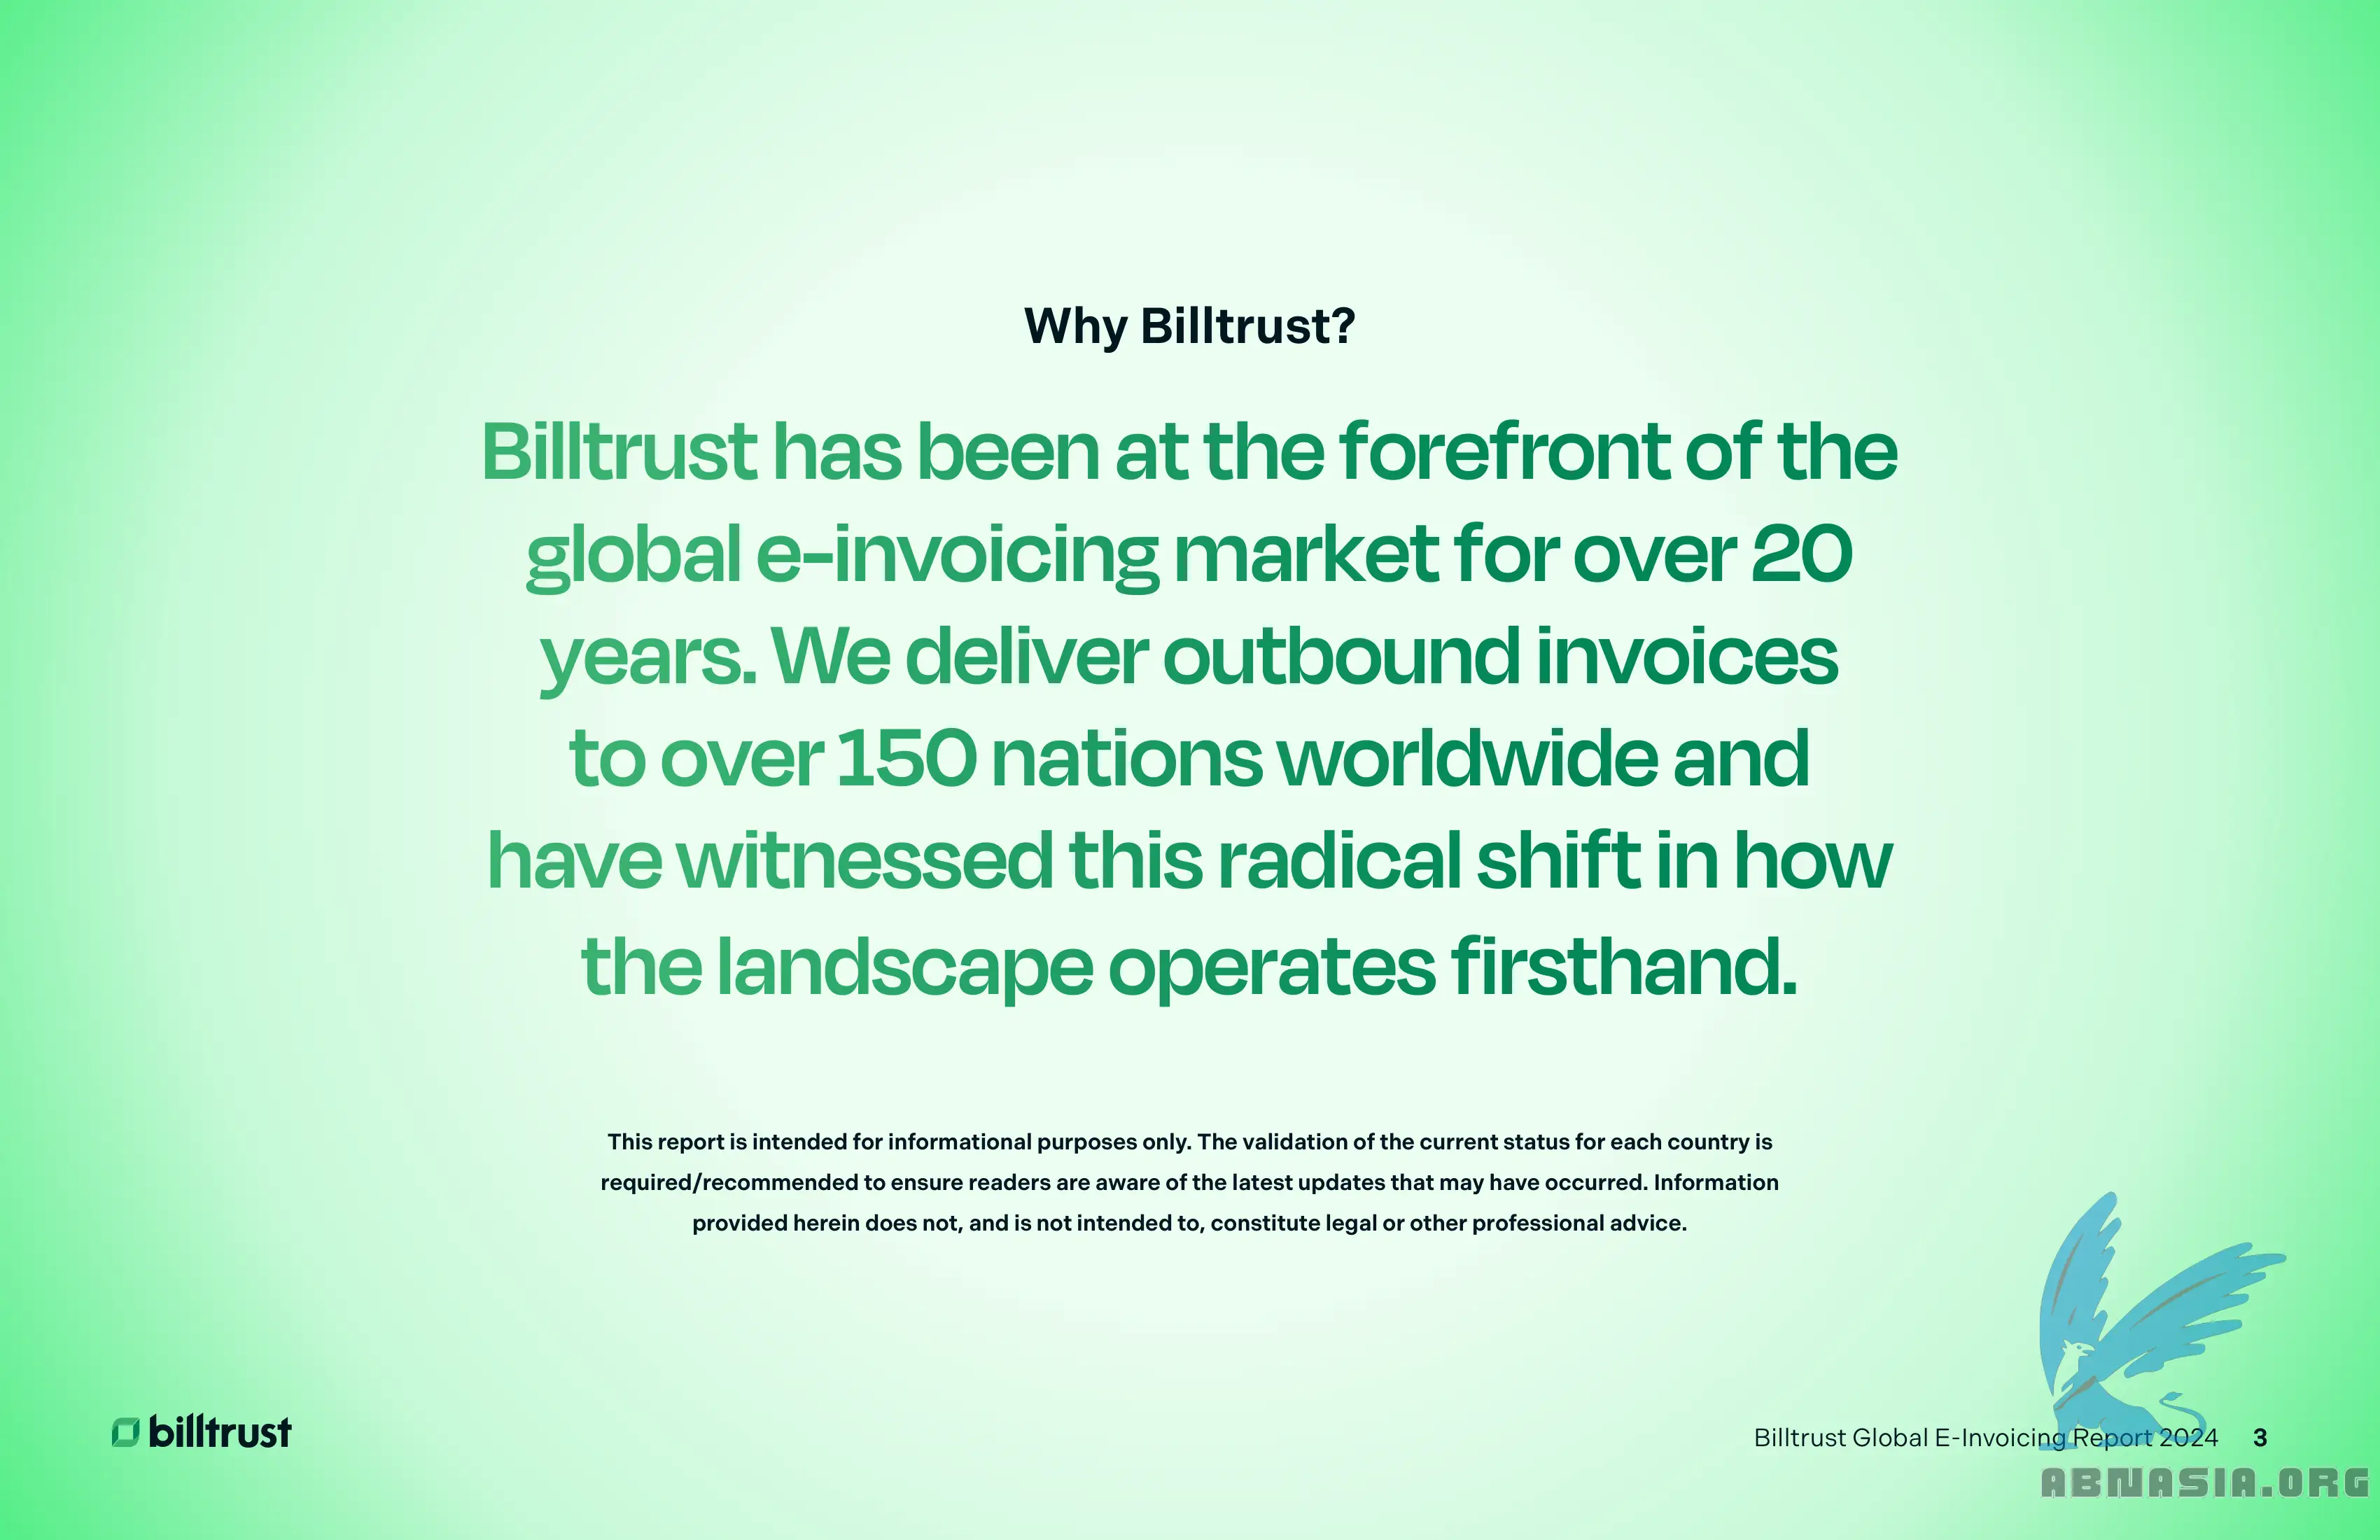 Why Billtrust?
Billtrust has been at the forefront of the
global e-invoicing market for over 20
years. We deliver outbound invoices
to over 150 nations worldwide and
have witnessed this radical shift in how
the landscape operates firsthand.
This report is intended for informational purposes only. The validation of the current status for each country is
required/recommended to ensure readers are aware of the latest updates that may have occurred. Information
provided herein does not, and is not intended to, constitute legal or other professional advice.
billtrust
Billtrust Global E-Invoicing Report 2024 3
ABNASIA.ORG